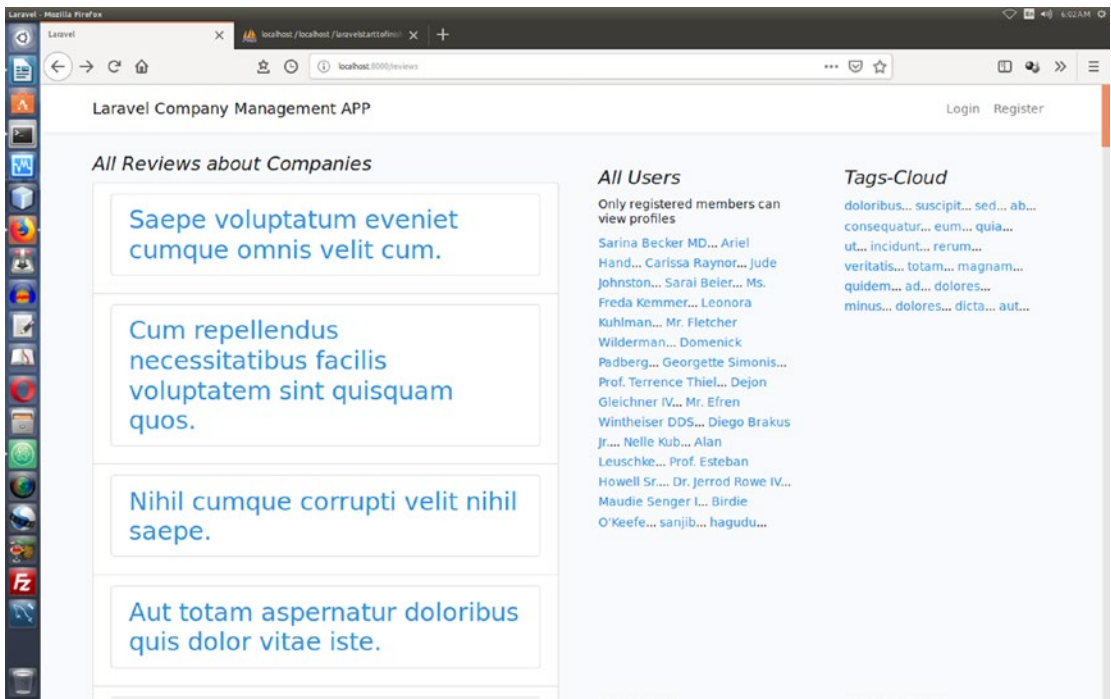 Laravel - Mozilla Firefox
En
6:02AM
Laravel
localhost / localhost / laravelstarttofinish
localhost:8000/reviews
Laravel Company Management APP
Login Register
All Reviews about Companies
Saepe voluptatum eveniet
cumque omnis velit cum.
Cum repellendus
necessitatibus facilis
voluptatem sint quisquam
quos.
Nihil cumque corrupti velit nihil
saepe.
Aut totam aspernatur doloribus
quis dolor vitae iste.
All Users
Only registered members can
view profiles
Sarina Becker MD... Ariel
Hand... Carissa Raynor... Jude
Johnston... Sarai Beier... Ms.
Freda Kemmer... Leonora
Kuhlman... Mr. Fletcher
Wilderman... Domenick
Padberg... Georgette Simonis...
Prof. Terrence Thiel... Dejon
Gleichner IV... Mr. Efren
Wintheiser DDS... Diego Brakus
Jr.... Nelle Kub... Alan
Leuschke... Prof. Esteban
Howell Sr.... Dr. Jerrod Rowe IV...
Maudie Senger I... Birdie
O'Keefe... sanjib... hagudu...
Tags-Cloud
doloribus... suscipit... sed... ab...
consequatur... eum... quia...
ut... incidunt... rerum...
veritatis... totam... magnam...
quidem... ad... dolores...
minus... dolores... dicta... aut...